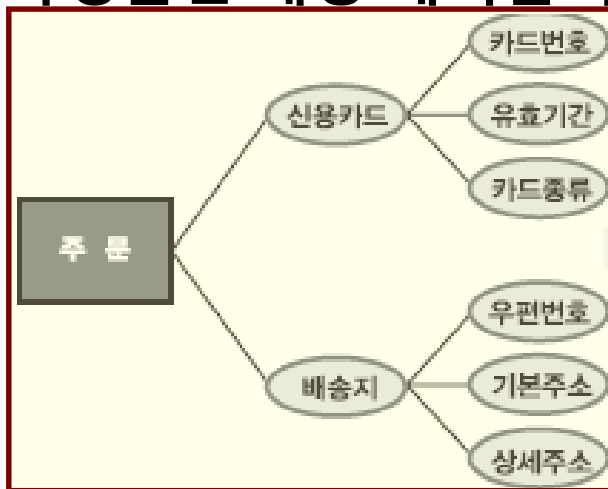 카드번호
신용카드
유효기간
카드종류
주 문
우편번호
배송지
기본주소
상세주소